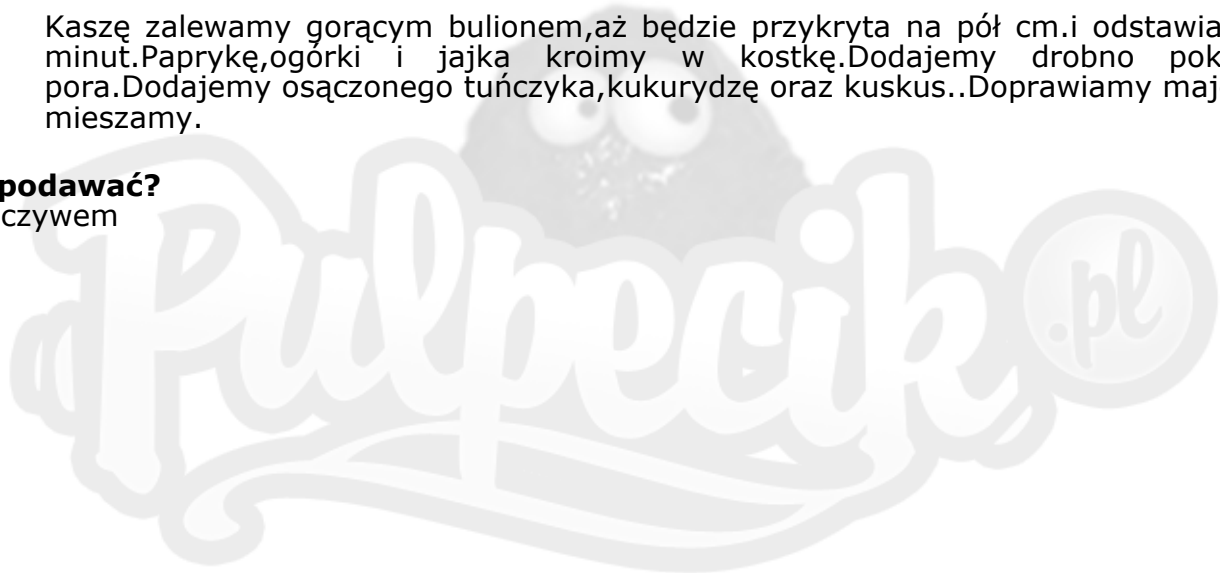 Kaszę zalewamy gorącym bulionem,aż będzie przykryta na pół cm.i odstawia
minut.Paprykę,ogórki i jajka kroimy w kostkę.Dodajemy drobno pok
pora.Dodajemy osączonego tuńczyka,kukurydzę oraz kuskus..Doprawiamy maj
mieszamy.
podawać?
czywem
Pulpecik.pl